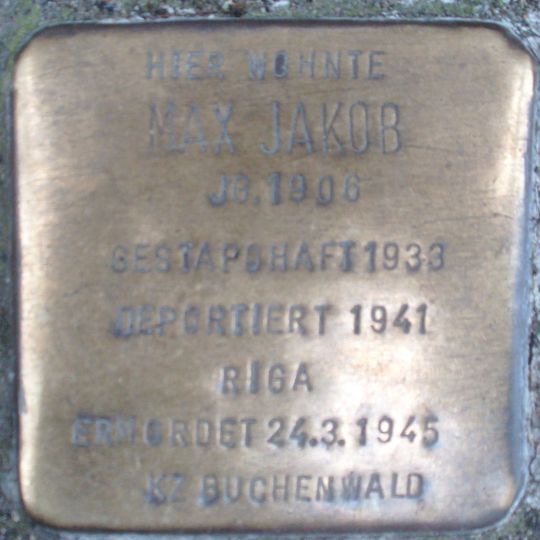 HIER WOHNTE
MAX JAKOB
JG. 1906
GESTAPOHAFT 1933
DEPORTIERT 1941
RIGA
ERMORDET 24.3.1945
KZ BUCHENWALD